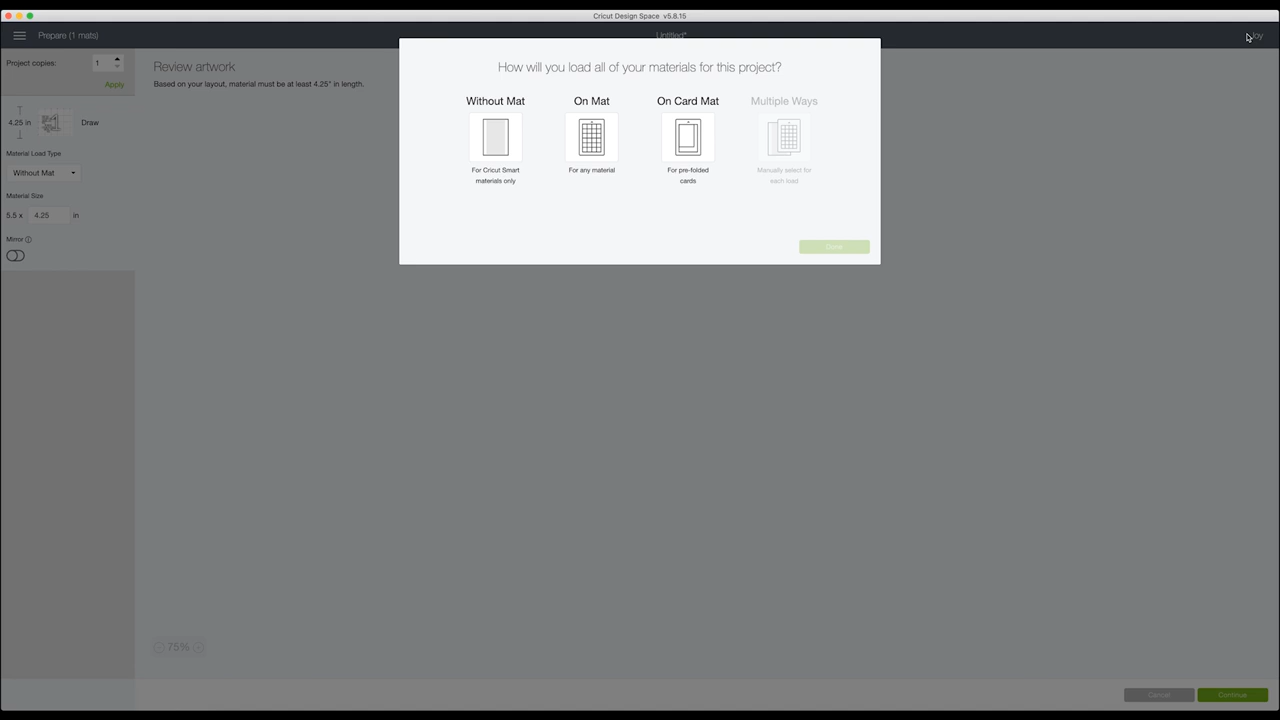 Cricut Design Space v5.8.15
Prepare (1 mats)
Untitled*
Joy
Project copies:
1
Apply
Review artwork
Based on your layout, material must be at least 4.25" in length.
4.25 in
Draw
Material Load Type
Without Mat
Material Size
5.5 x
4.25
in
Mirror
How will you load all of your materials for this project?
Without Mat
On Mat
On Card Mat
Multiple Ways
For Cricut Smart
materials only
For any material
For pre-folded
cards
Manually select for
each load
Done
75%
Cancel
Continue